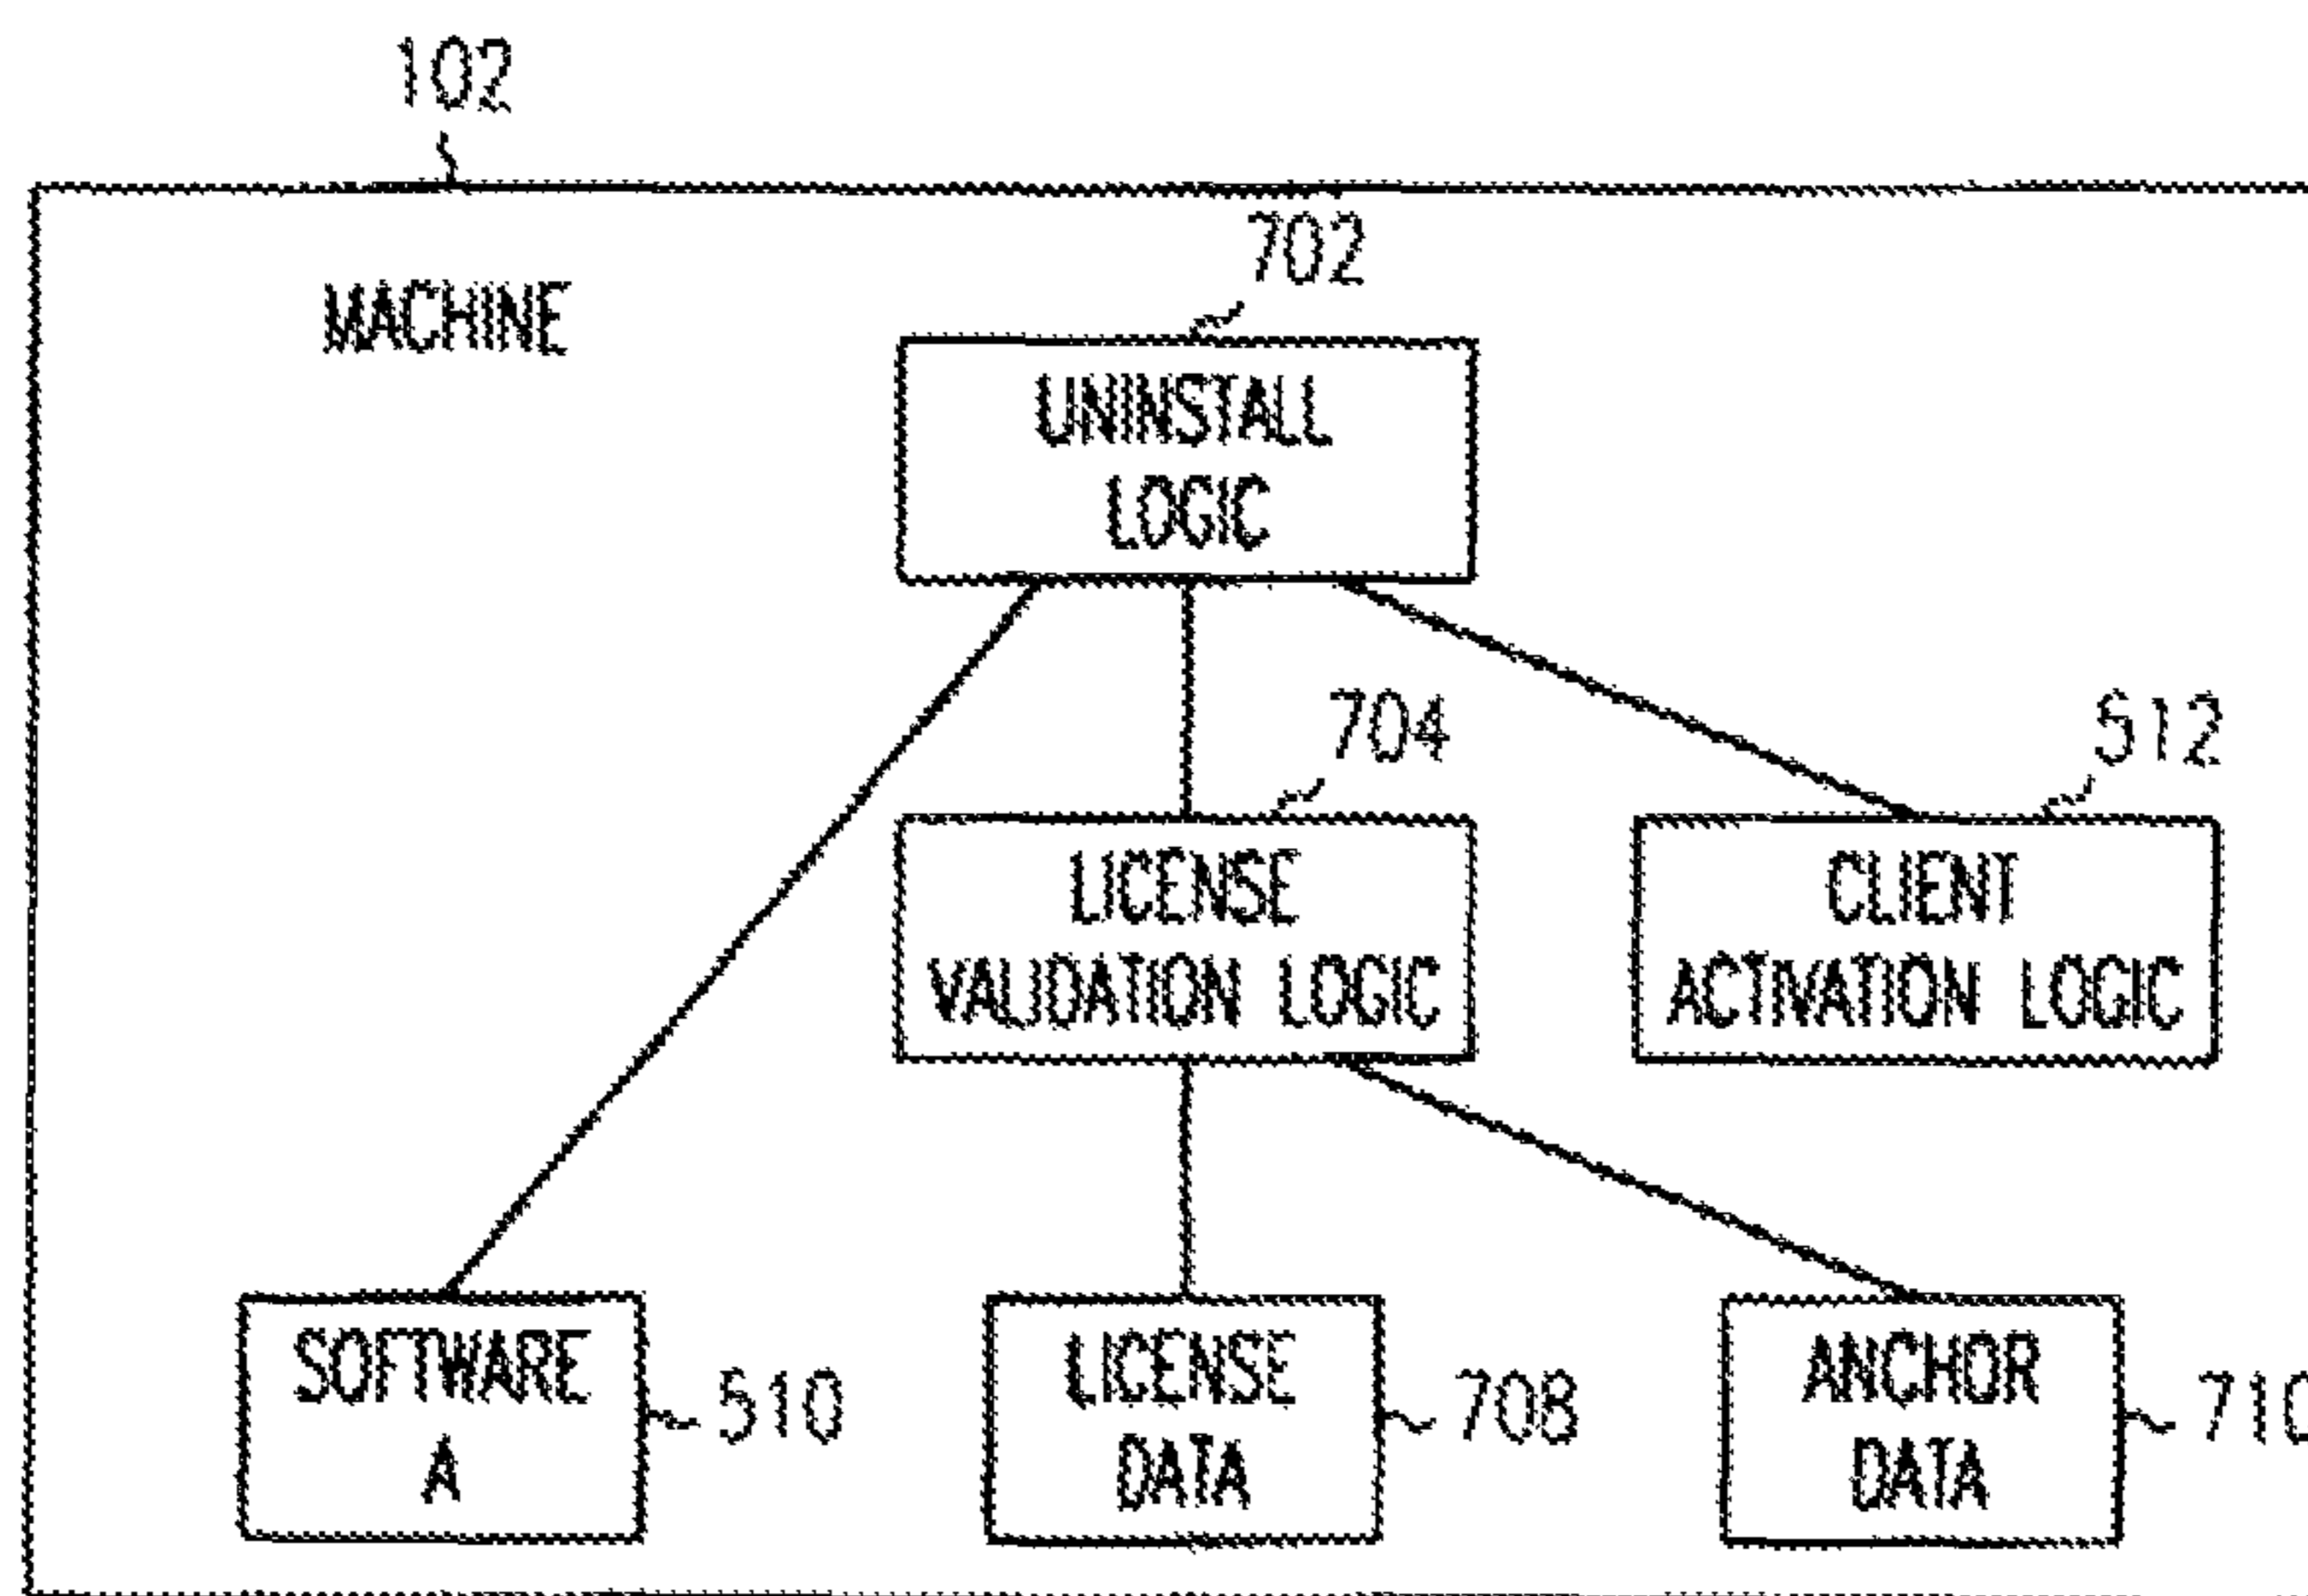 102
702
MACHINE
UNINSTALL
LOGIC
704
512
LICENSE
VALIDATION LOGIC
CLIENT
ACTIVATION LOGIC
SOFTWARE
A
510
LICENSE
DATA
708
ANCHOR
DATA
710